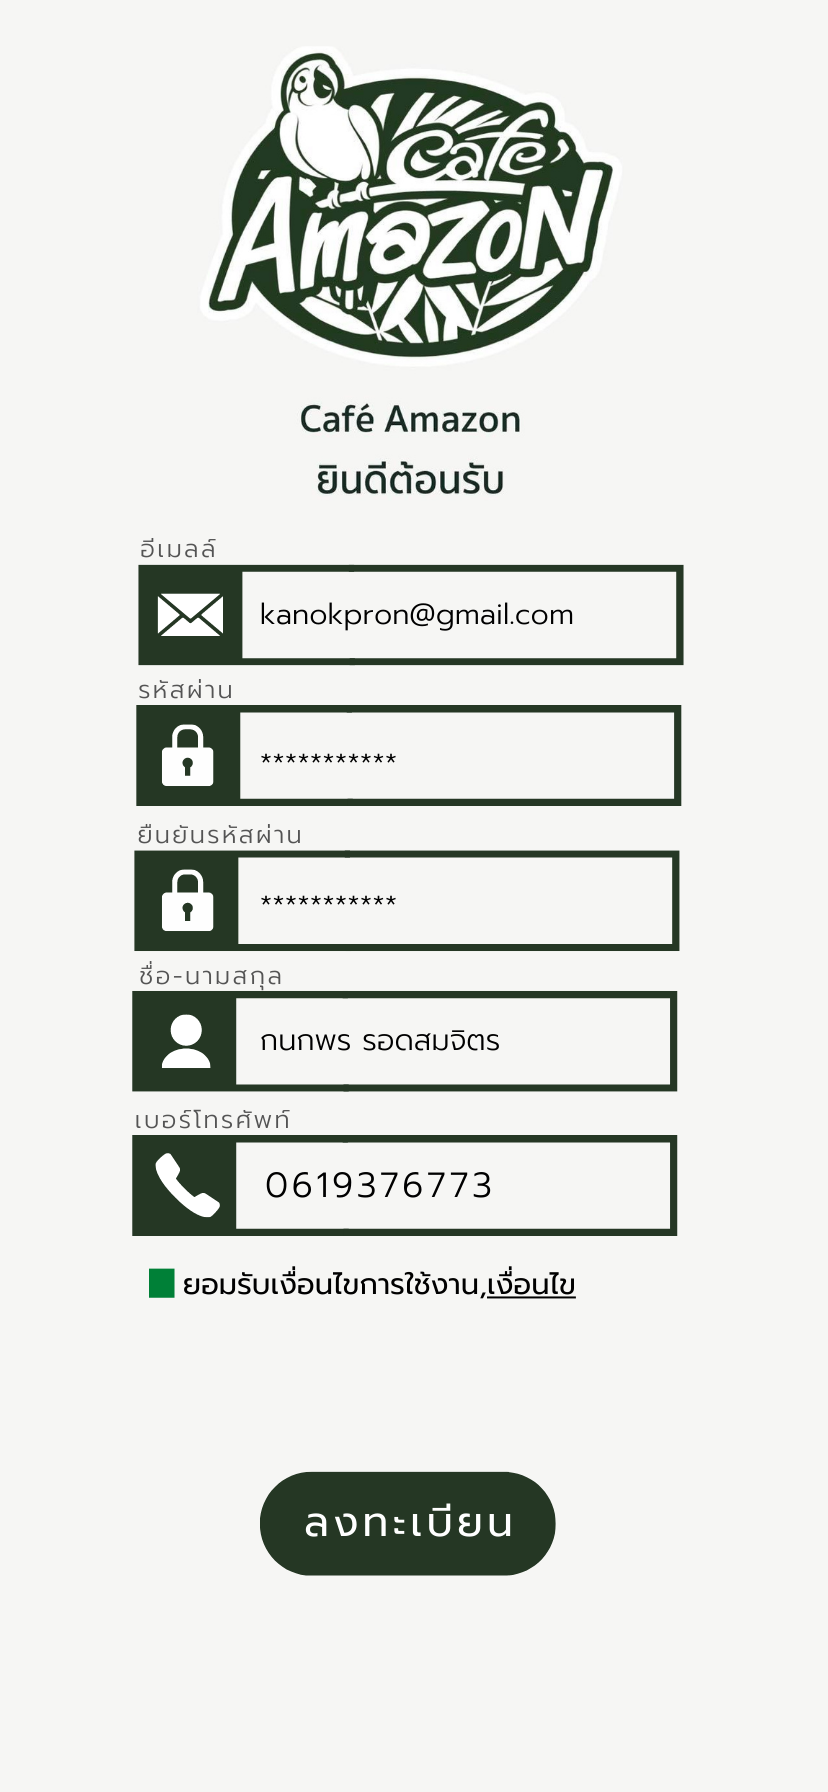 Cafe
AmazoN
Café Amazon
ยินดีต้อนรับ
อีเมลล์
kanokpron@gmail.com
รหัสผ่าน
***********
ยืนยันรหัสผ่าน
***********
ชื่อ-นามสกุล
กนกพร รอดสมจิตร
เบอร์โทรศัพท์
0619376773
ยอมรับเงื่อนไขการใช้งาน,เงื่อนไข
ลงทะเบียน